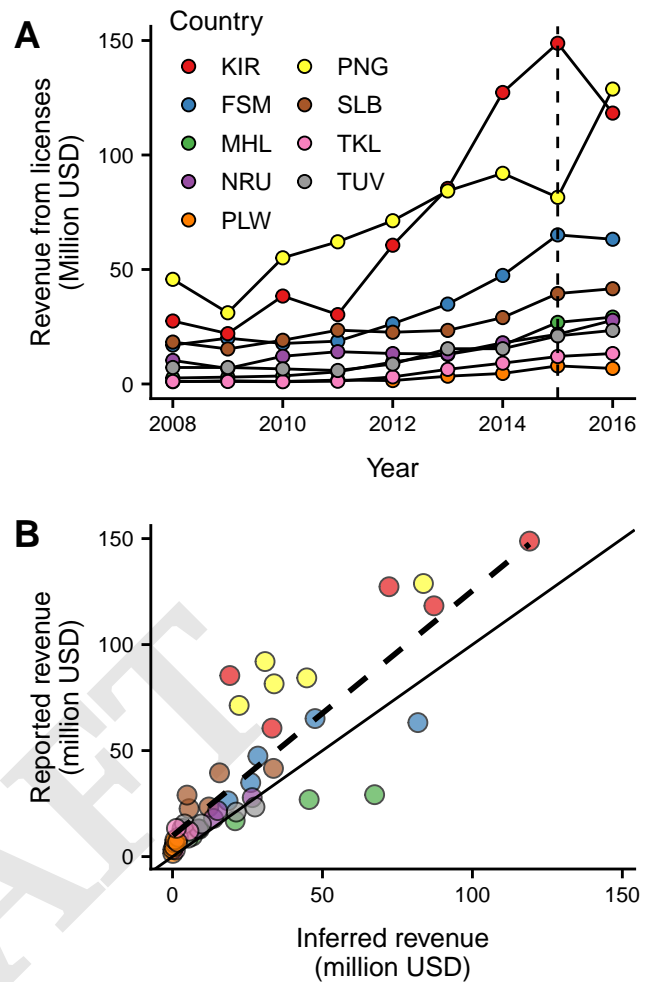 A
Country
KIR
PNG
FSM
SLB
MHL
TKL
NRU
TUV
PLW
Revenue from licenses
(Million USD)
150
100
50
0
2008
2010
2012
2014
2016
Year
B
Reported revenue
(million USD)
150
100
50
0
0
50
100
150
Inferred revenue
(million USD)
AFT